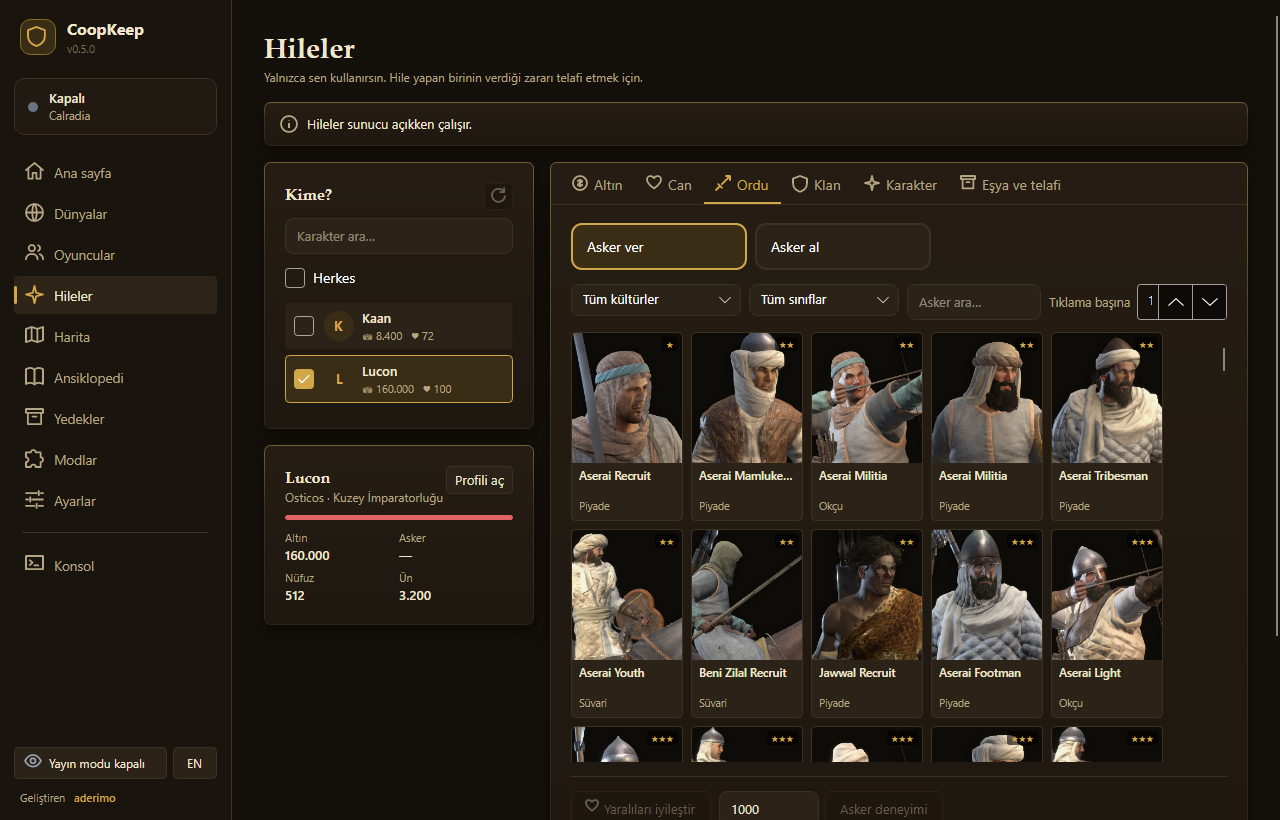 CoopKeep
v0.5.0
Kapalı
Calradia
Ana sayfa
Dünyalar
Oyuncular
Hileler
Harita
Ansiklopedi
Yedekler
Modlar
Ayarlar
Konsol
Yayın modu kapalı
EN
Geliştiren aderimo
Hileler
Yalnızca sen kullanırsın. Hile yapan birinin verdiği zararı telafi etmek için.
Hileler sunucu açıkken çalışır.
Kime?
Karakter ara...
Herkes
K
Kaan
8.400 72
L
Lucon
160.000 100
Lucon
Osticos · Kuzey İmparatorluğu
Profili aç
Altın Asker
160.000 —
Nüfuz Ün
512 3.200
Altın Can Ordu Klan Karakter Eşya ve telafi
Asker ver Asker al
Tüm kültürler Tüm sınıflar Asker ara... Tıklama başına 1
Aserai Recruit Aserai Mamluke... Aserai Militia Aserai Militia Aserai Tribesman
Piyade Piyade Okçu Piyade Piyade
Aserai Youth Beni Zilal Recruit Jawwal Recruit Aserai Footman Aserai Light
Süvari Süvari Piyade Piyade Okçu
Yaralıları iyileştir 1000 Asker deneyimi